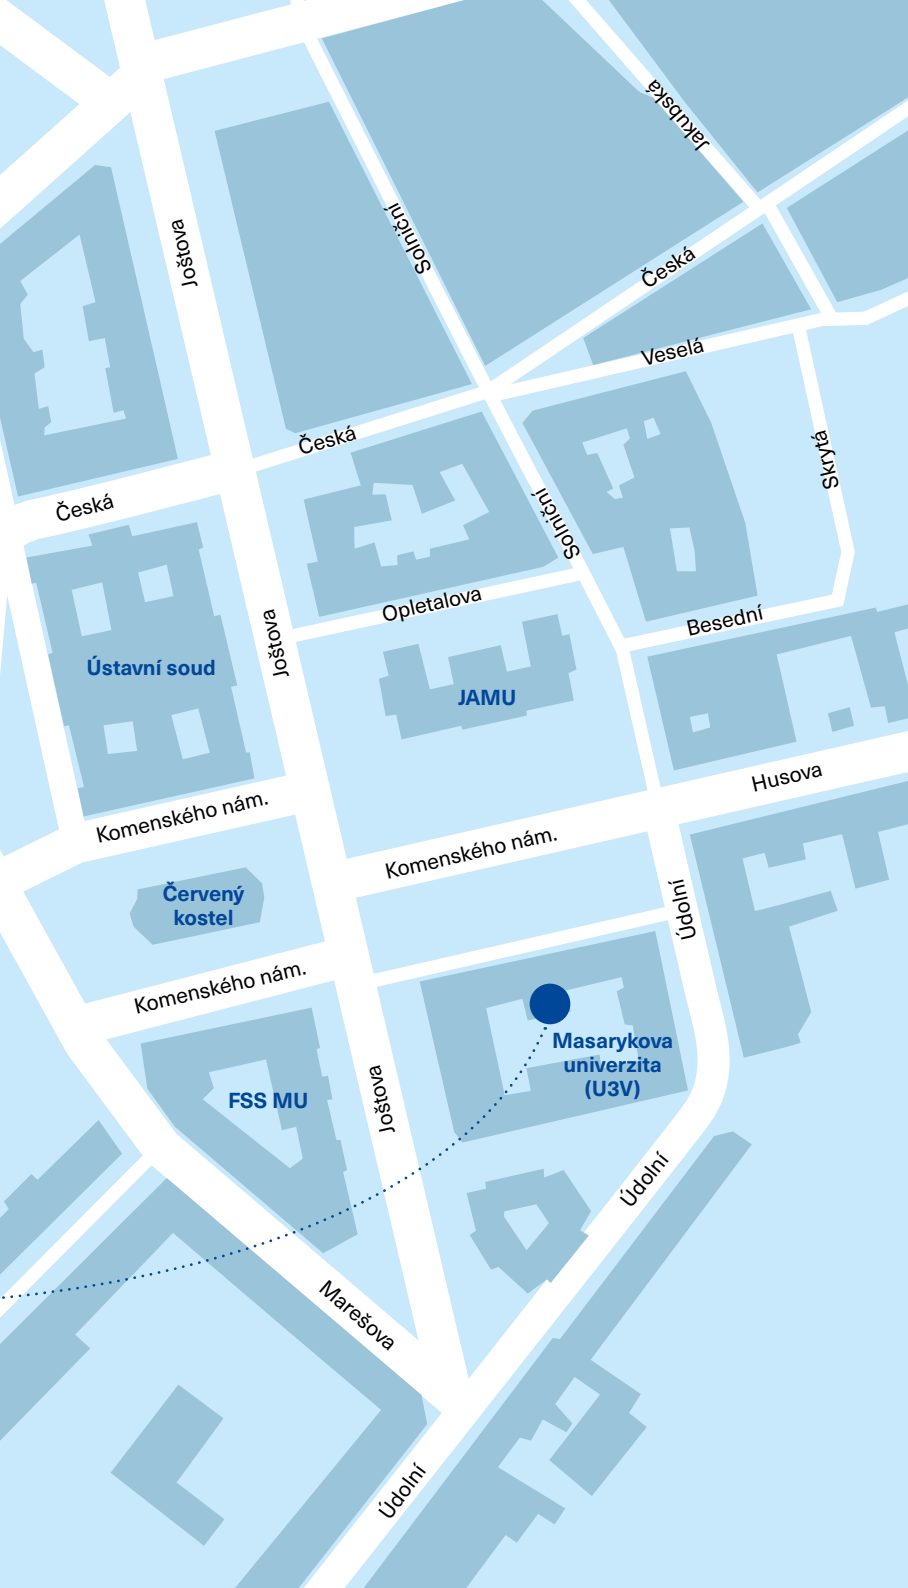 Jakubská
Solniční
Joštova
Česká
Veselá
Česká
Skrytá
Česká
Solniční
Opletalova
Besední
Joštova
Ústavní soud
JAMU
Husova
Komenského nám.
Komenského nám.
Červený
kostel
Údolní
Komenského nám.
Masarykova
univerzita
(U3V)
FSS MU
Joštova
Údolní
Marešova
Údolní